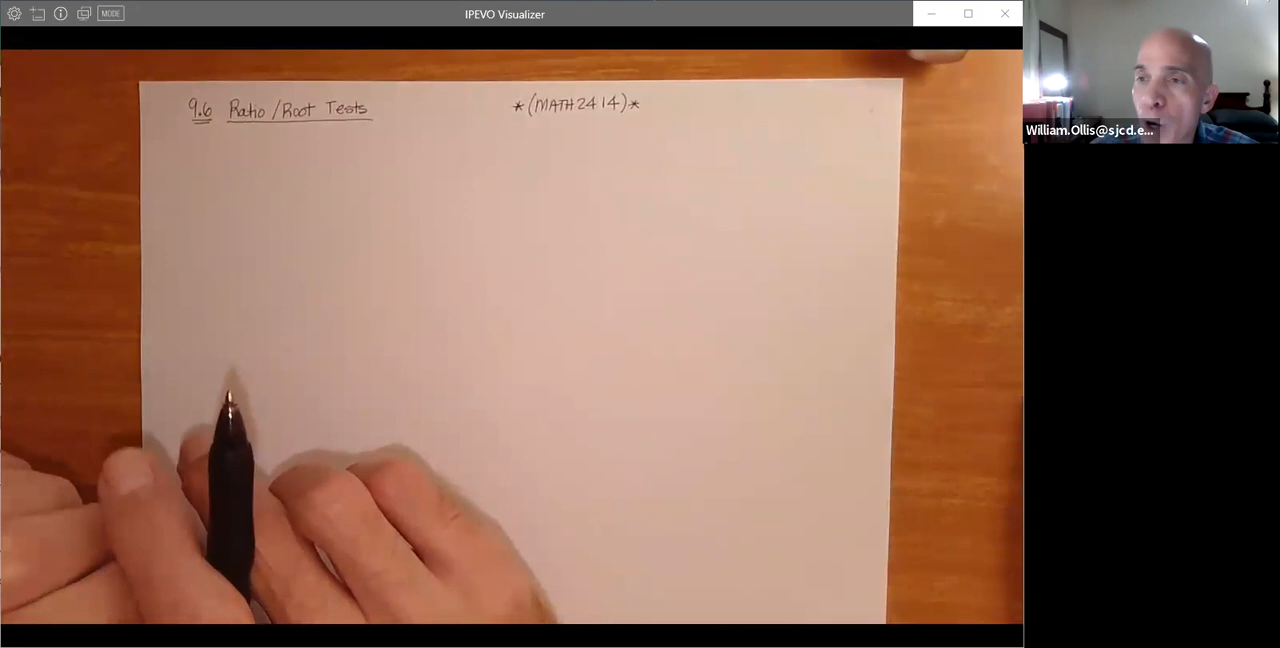 MODE
IPEVO Visualizer
9.6 Ratio/Root Tests
*(MATH 2414)*
William.Ollis@sjcd.e...